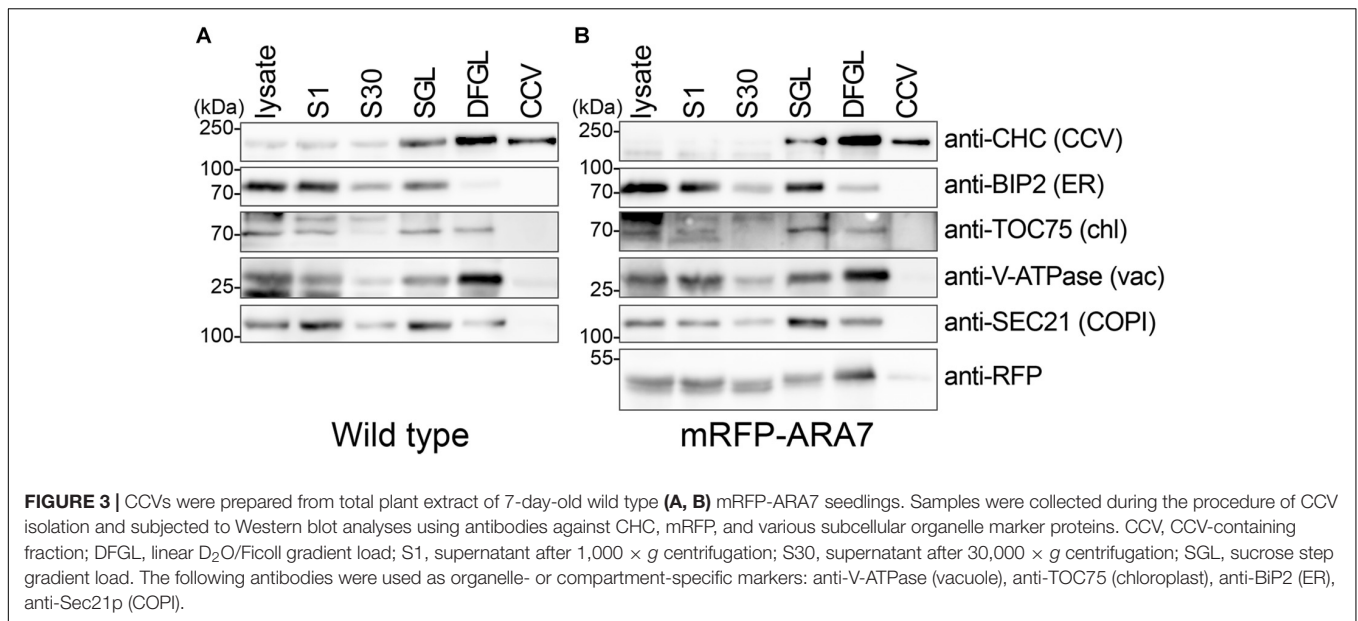 A
B
lysate S1 S30 SGL DFGL CCV
lysate S1 S30 SGL DFGL CCV
(kDa)
(kDa)
250-
250-
anti-CHC (CCV)
100-
100-
70-
70-
anti-BIP2 (ER)
70-
70-
anti-TOC75 (chl)
25-
25-
anti-V-ATPase (vac)
100-
100-
anti-SEC21 (COPI)
55-
anti-RFP
Wild type
mRFP-ARA7
FIGURE 3 | CCVs were prepared from total plant extract of 7-day-old wild type (A, B) mRFP-ARA7 seedlings. Samples were collected during the procedure of CCV
isolation and subjected to Western blot analyses using antibodies against CHC, mRFP, and various subcellular organelle marker proteins. CCV, CCV-containing
fraction; DFGL, linear D₂O/Ficoll gradient load; S1, supernatant after 1,000 × g centrifugation; S30, supernatant after 30,000 × g centrifugation; SGL, sucrose step
gradient load. The following antibodies were used as organelle- or compartment-specific markers: anti-V-ATPase (vacuole), anti-TOC75 (chloroplast), anti-BiP2 (ER),
anti-Sec21p (COPI).